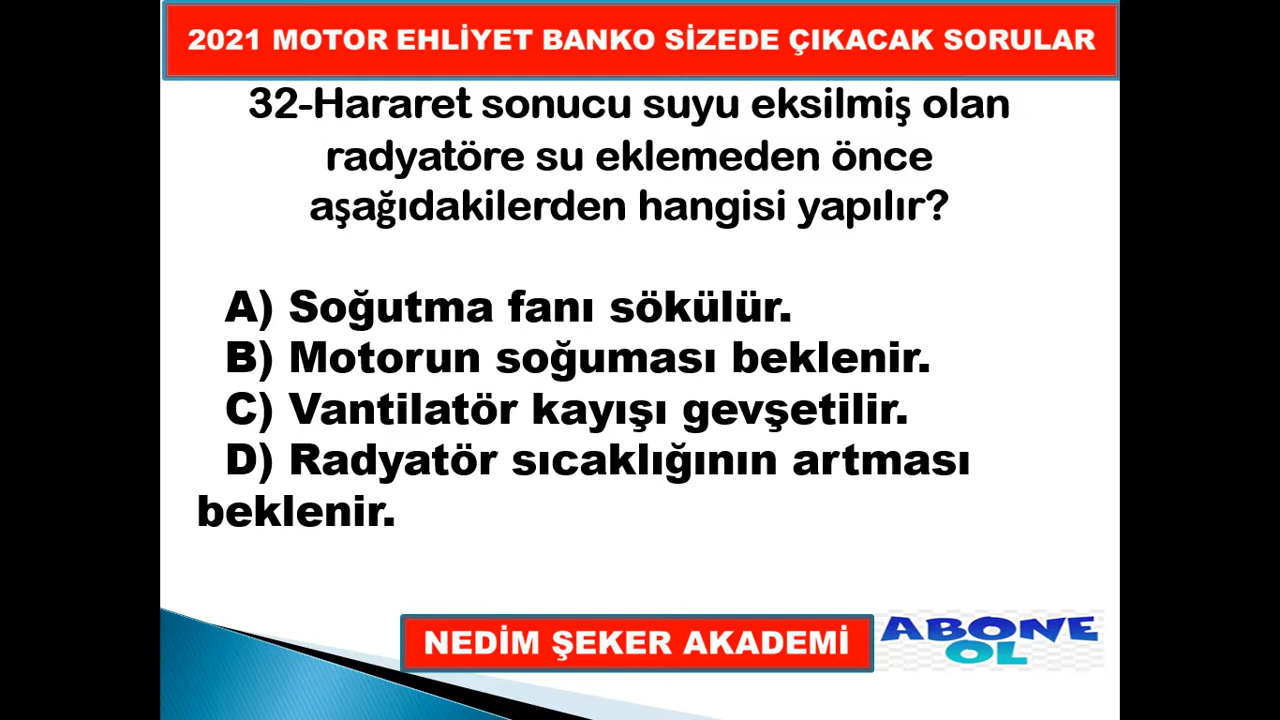 2021 MOTOR EHLİYET BANKO SİZEDE ÇIKACAK SORULAR
32-Hararet sonucu suyu eksilmiş olan
radyatöre su eklemeden önce
aşağıdakilerden hangisi yapılır?
A) Soğutma fanı sökülür.
B) Motorun soğuması beklenir.
C) Vantilatör kayışı gevşetilir.
D) Radyatör sıcaklığının artması
beklenir.
NEDİM ŞEKER AKADEMİ
ABONE
OL